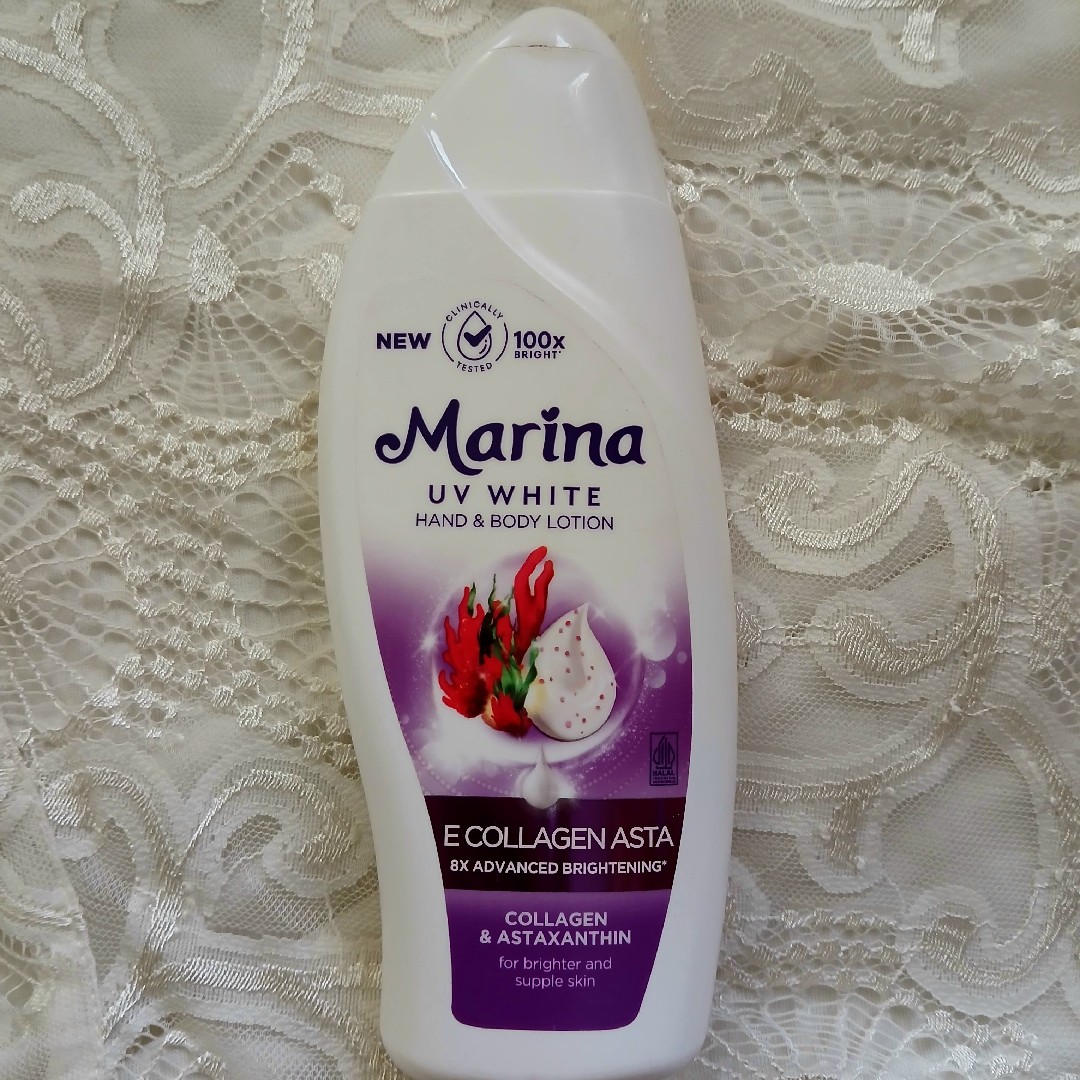 NEW
CLINICALLY
TESTED
100x
BRIGHT*
Marina
UV WHITE
HAND & BODY LOTION
HALAL
E COLLAGEN ASTA
8X ADVANCED BRIGHTENING*
COLLAGEN
& ASTAXANTHIN
for brighter and
supple skin